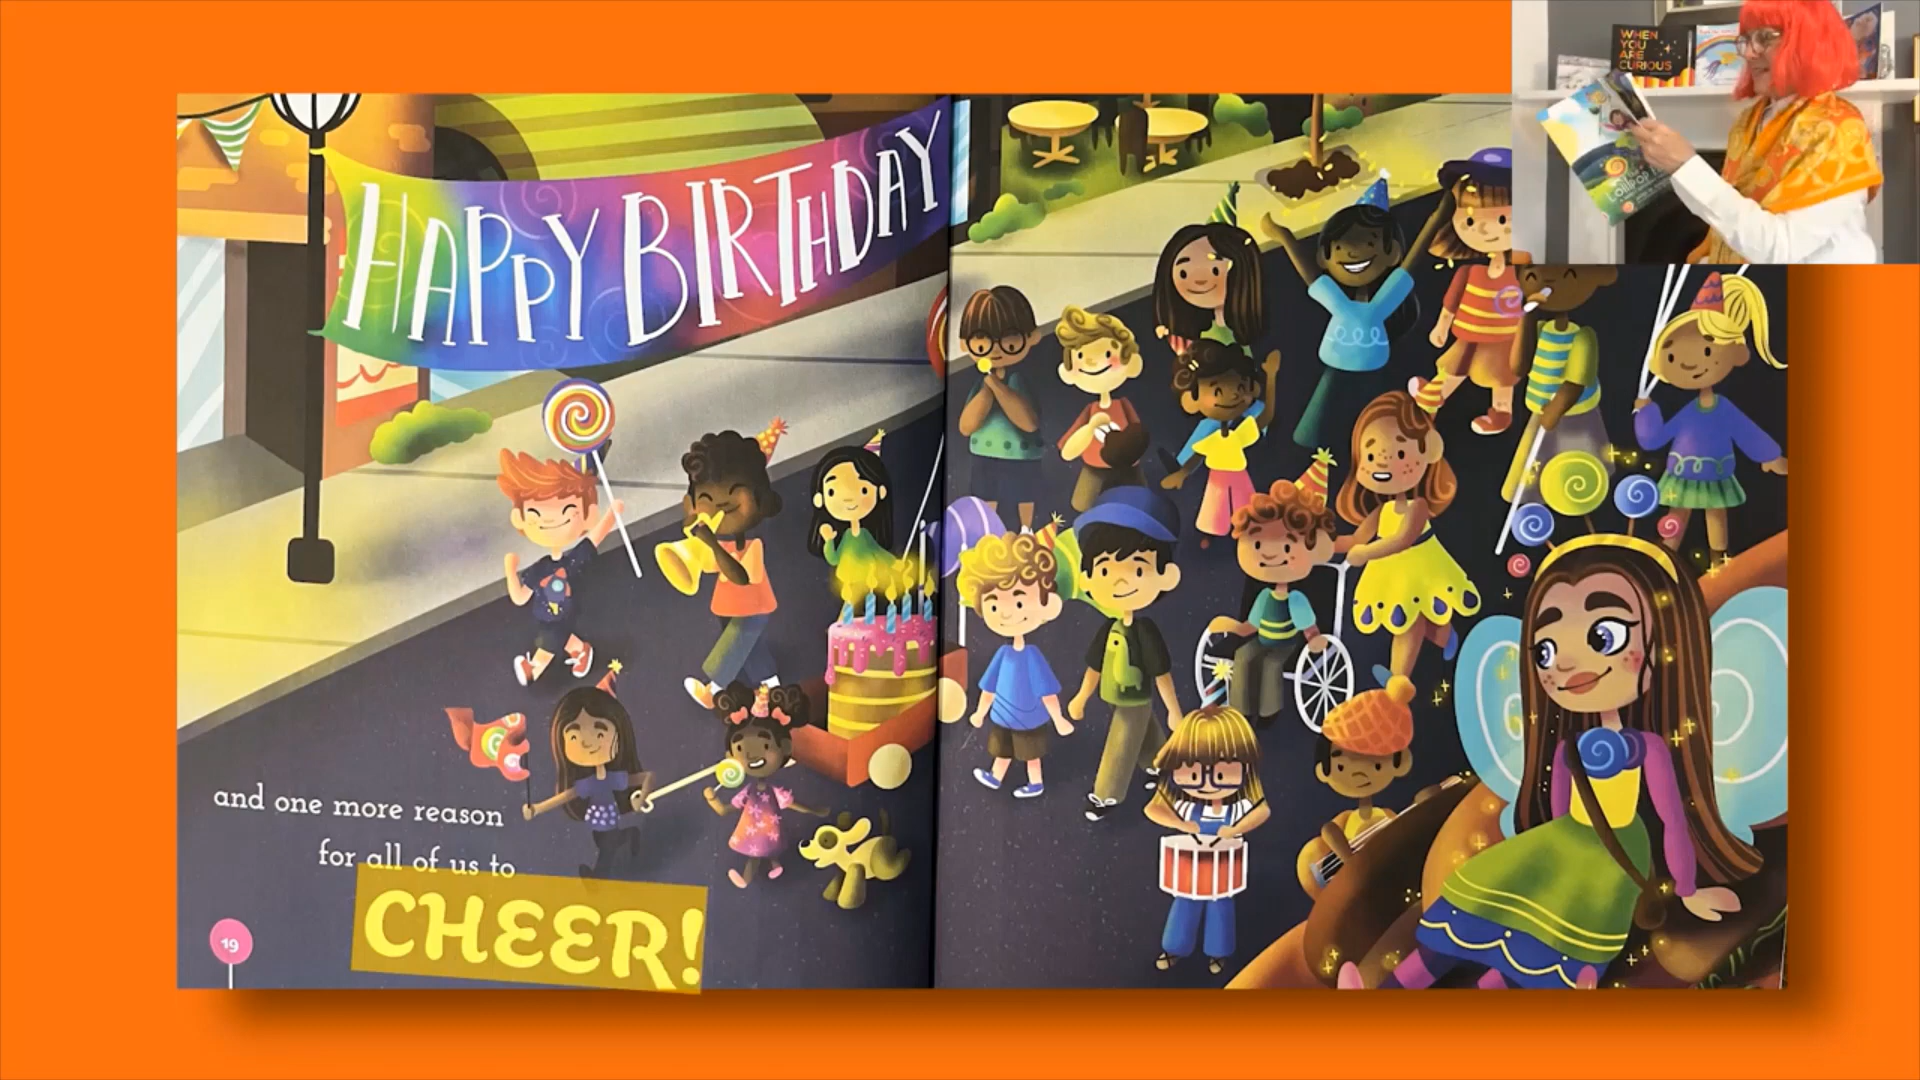 HAPPY BIRTHDAY
and one more reason
for all of us to
CHEER!
19
WHEN
YOU
ARE
CURIOUS